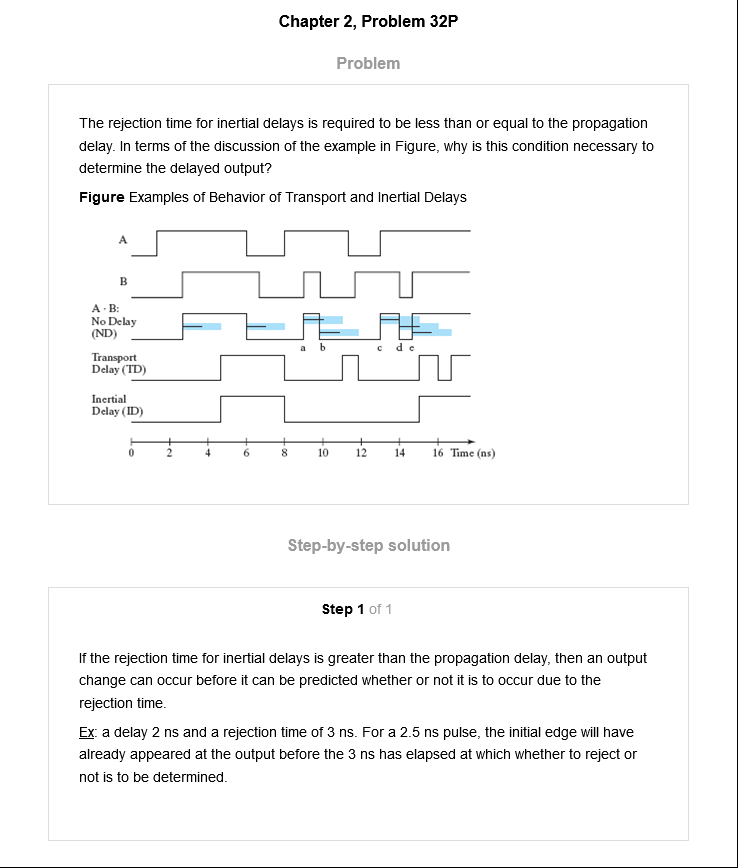 Chapter 2, Problem 32P
Problem
The rejection time for inertial delays is required to be less than or equal to the propagation
delay. In terms of the discussion of the example in Figure, why is this condition necessary to
determine the delayed output?
Figure Examples of Behavior of Transport and Inertial Delays
A
B
A · B:
No Delay
(ND)
a b c d e
Transport
Delay (TD)
Inertial
Delay (ID)
0 2 4 6 8 10 12 14 16 Time (ns)
Step-by-step solution
Step 1 of 1
If the rejection time for inertial delays is greater than the propagation delay, then an output
change can occur before it can be predicted whether or not it is to occur due to the
rejection time.
Ex: a delay 2 ns and a rejection time of 3 ns. For a 2.5 ns pulse, the initial edge will have
already appeared at the output before the 3 ns has elapsed at which whether to reject or
not is to be determined.